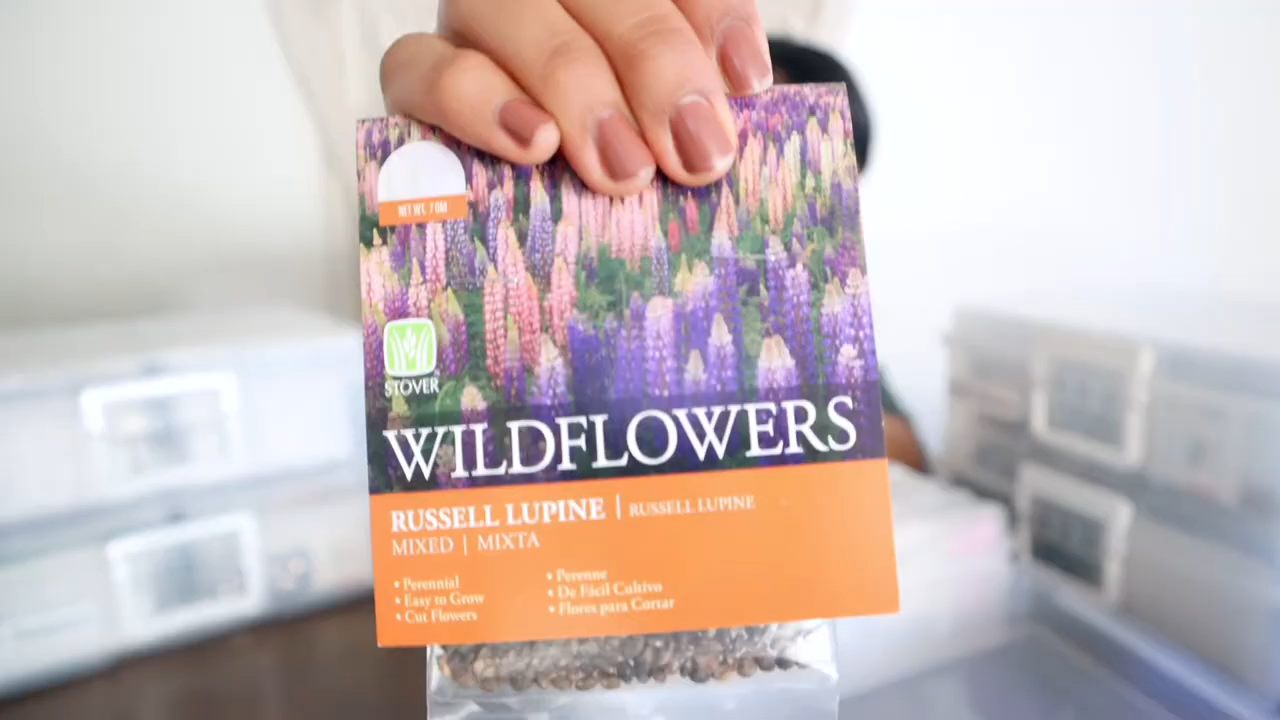 NET WT. 7 GM
STOVER
WILDFLOWERS
RUSSELL LUPINE | RUSSELL LUPINE
MIXED | MIXTA
• Perennial
• Easy to Grow
• Cut Flowers
• Perenne
• De Fácil Cultivo
• Flores para Cortar